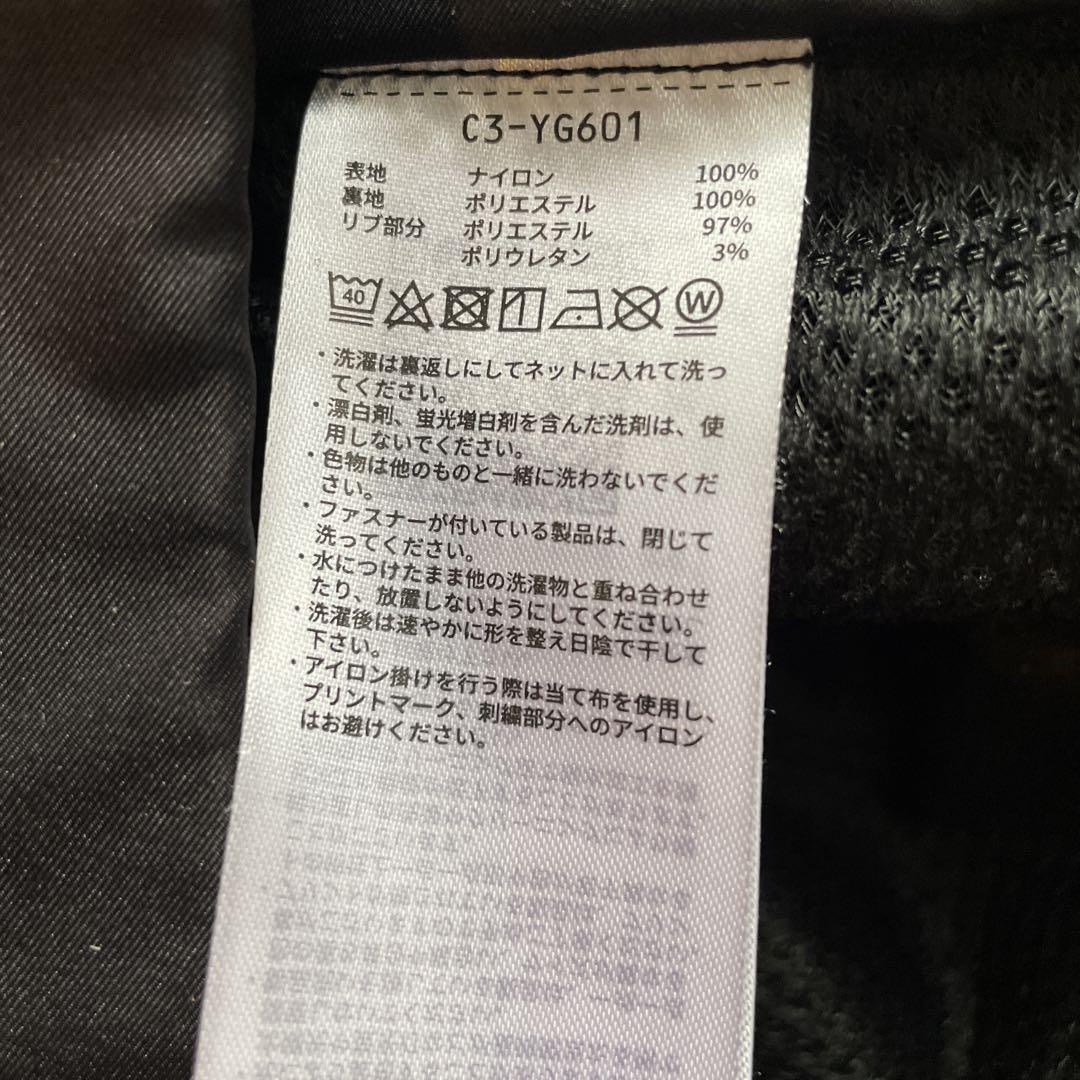 C3-YG601
表地 ナイロン 100%
裏地 ポリエステル 100%
リブ部分 ポリエステル 97%
ポリウレタン 3%
40 W
・洗濯は裏返しにしてネットに入れて洗っ
てください。
・漂白剤、蛍光増白剤を含んだ洗剤は、使
用しないでください。
・色物は他のものと一緒に洗わないでくだ
さい。
・ファスナーが付いている製品は、閉じて
洗ってください。
・水につけたまま他の洗濯物と重ね合わせ
たり、放置しないようにしてください。
・洗濯後は速やかに形を整え日陰で干して
下さい。
・アイロン掛けを行う際は当て布を使用し、
プリントマーク、刺繍部分へのアイロン
はお避けください。